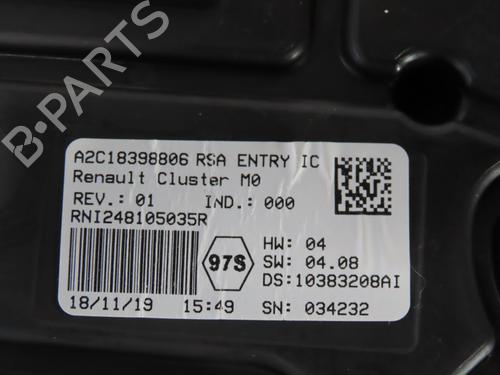 B-PARTS
A2C18398806 RSA ENTRY IC
Renault Cluster M0
REV.: 01 IND.: 000
RNI248105035R
97S
HW: 04
SW: 04.08
DS:10383208AI
18/11/19 15:49 SN: 034232